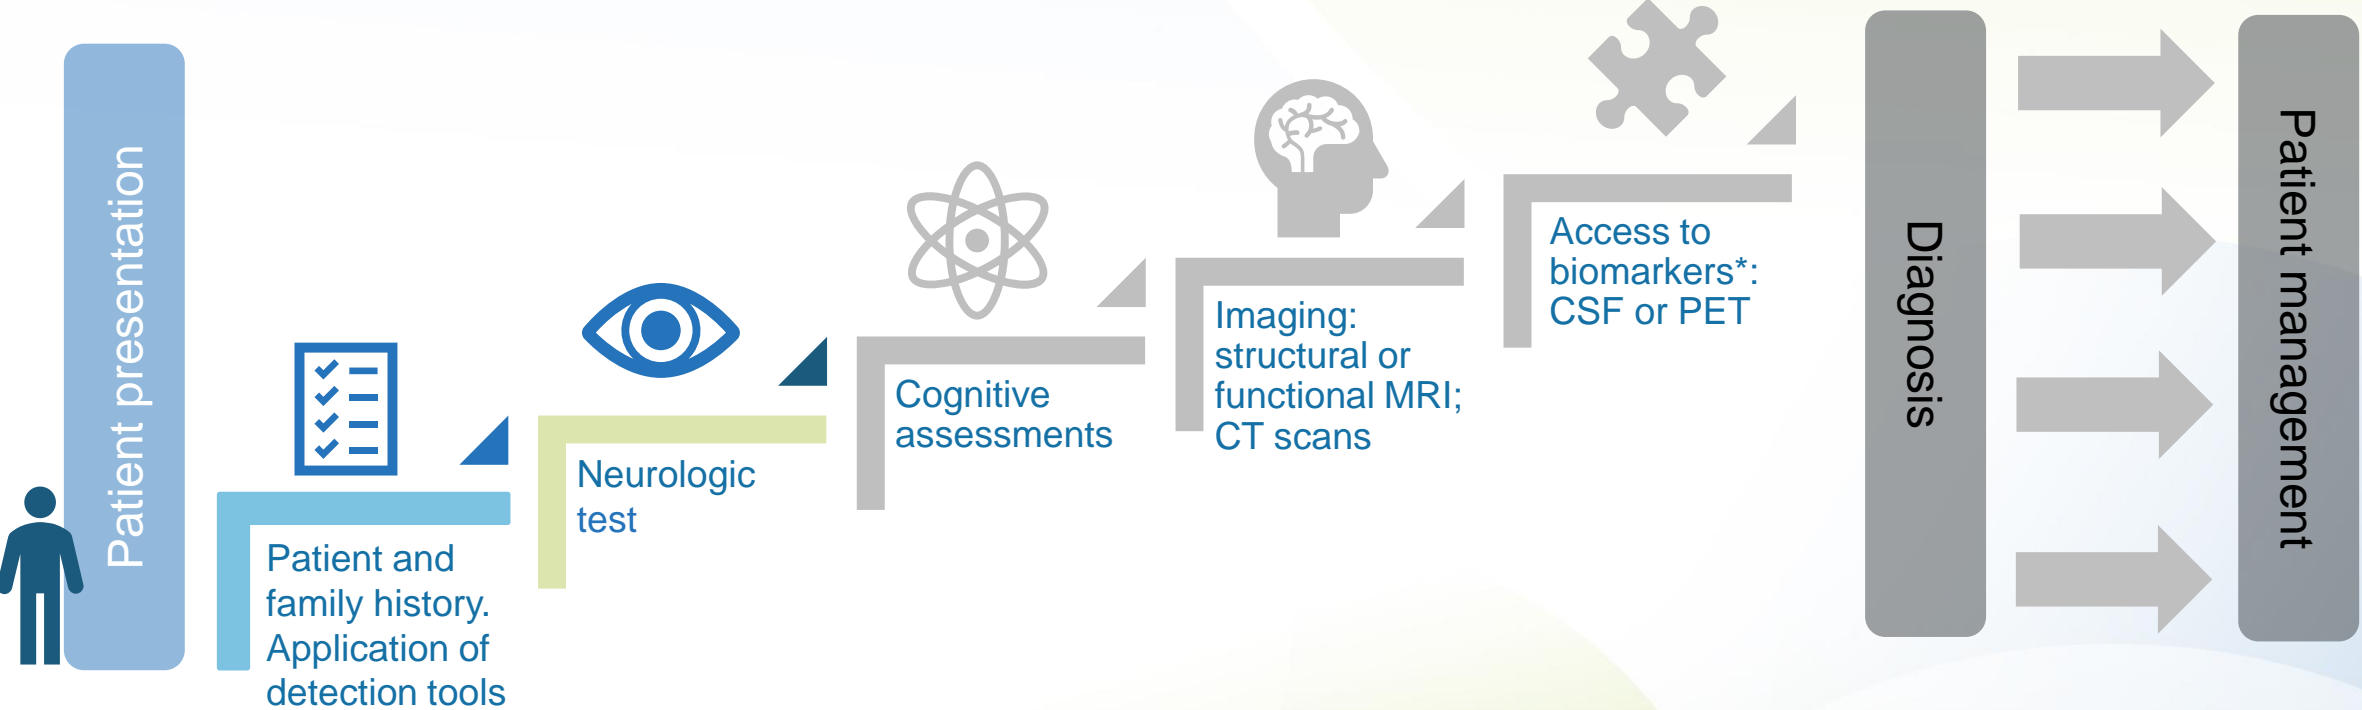 Patient presentation
Patient and
family history.
Application of
detection tools
Neurologic
test
Cognitive
assessments
Imaging:
structural or
functional MRI;
CT scans
Access to
biomarkers*:
CSF or PET
Diagnosis
Patient management